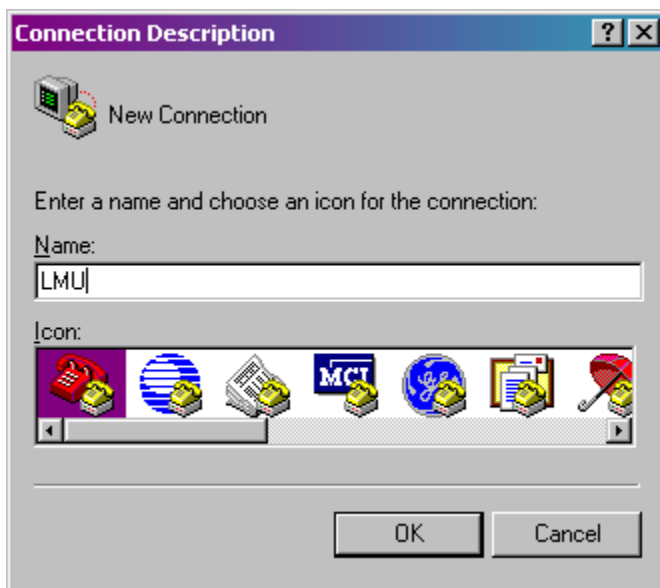 Connection Description
New Connection
Enter a name and choose an icon for the connection:
Name:
LMU
Icon:
MCI
OK
Cancel